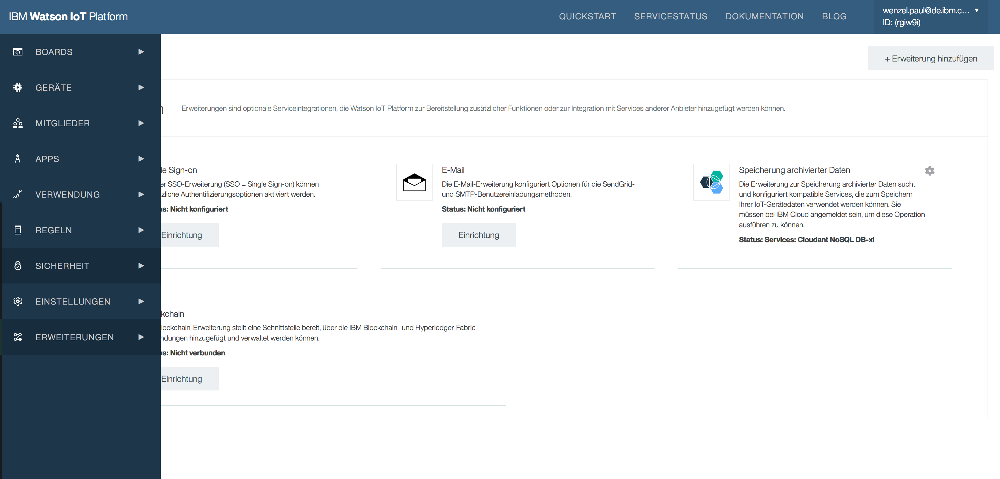 IBM Watson IoT Platform
QUICKSTART
SERVICESTATUS
DOKUMENTATION
BLOG
wenzel.paul@de.ibm.c... ▼
ID: (rgiw9i)
BOARDS
GERÄTE
MITGLIEDER
APPS
VERWENDUNG
REGELN
SICHERHEIT
EINSTELLUNGEN
ERWEITERUNGEN
+ Erweiterung hinzufügen
Erweiterungen sind optionale Serviceintegrationen, die Watson IoT Platform zur Bereitstellung zusätzlicher Funktionen oder zur Integration mit Services anderer Anbieter hinzugefügt werden können.
le Sign-on
er SSO-Erweiterung (SSO = Single Sign-on) können
zliche Authentifizierungsoptionen aktiviert werden.
us: Nicht konfiguriert
Einrichtung
E-Mail
Die E-Mail-Erweiterung konfiguriert Optionen für die SendGrid-
und SMTP-Benutzereinladungsmethoden.
Status: Nicht konfiguriert
Einrichtung
Speicherung archivierter Daten
Die Erweiterung zur Speicherung archivierter Daten sucht
und konfiguriert kompatible Services, die zum Speichern
Ihrer IoT-Gerätedaten verwendet werden können. Sie
müssen bei IBM Cloud angemeldet sein, um diese Operation
ausführen zu können.
Status: Services: Cloudant NoSQL DB-xi
kchain
lockchain-Erweiterung stellt eine Schnittstelle bereit, über die IBM Blockchain- und Hyperledger-Fabric-
ndungen hinzugefügt und verwaltet werden können.
us: Nicht verbunden
Einrichtung